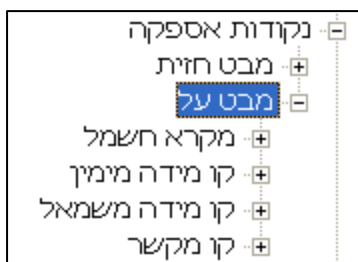 נקודות אספקה
מבט חזית
מבט על
מקרא חשמל
קו מידה מימין
קו מידה משמאל
קו מקשר